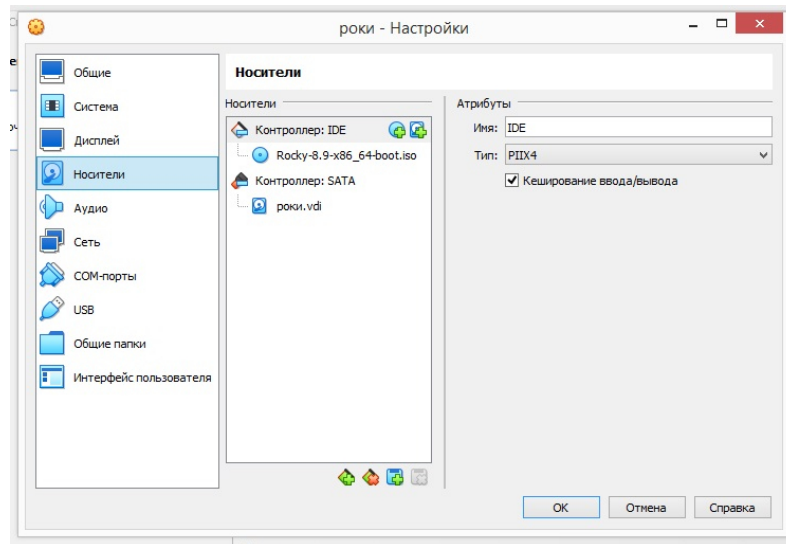 роки - Настройки
Общие
Система
Дисплей
Носители
Аудио
Сеть
COM-порты
USB
Общие папки
Интерфейс пользователя
Носители
Носители
Контроллер: IDE
Rocky-8.9-x86_64-boot.iso
Контроллер: SATA
роки.vdi
Атрибуты
Имя: IDE
Тип: PIIX4
Кеширование ввода/вывода
OK Отмена Справка